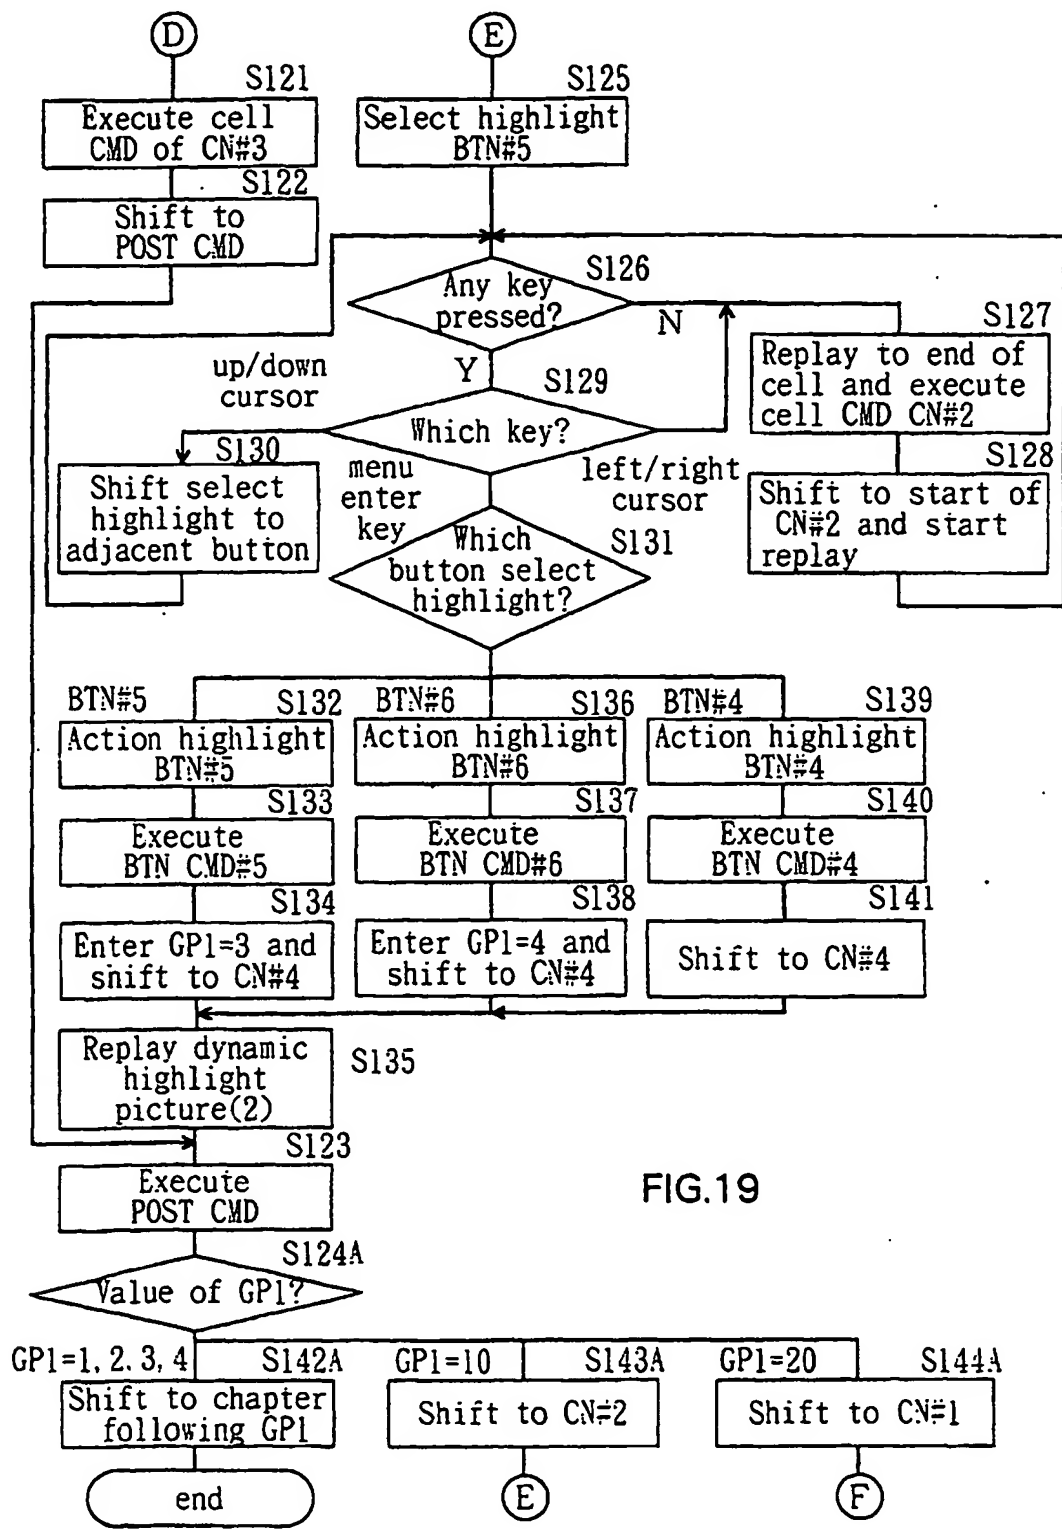 D
E
S121
Execute cell
CMD of CN#3
S125
Select highlight
BTN#5
S122
Shift to
POST CMD
S126
Any key
pressed?
N
Y
S127
Replay to end of
cell and execute
cell CMD CN#2
up/down
cursor
S129
Which key?
S128
Shift to start of
CN#2 and start
replay
S130
Shift select
highlight to
adjacent button
menu
enter
key
left/right
cursor
S131
Which
button select
highlight?
BTN#5
S132
Action highlight
BTN#5
BTN#6
S136
Action highlight
BTN#6
BTN#4
S139
Action highlight
BTN#4
S133
Execute
BTN CMD#5
S137
Execute
BTN CMD#6
S140
Execute
BTN CMD#4
S134
Enter GP1=3 and
snift to CN#4
S138
Enter GP1=4 and
shift to CN#4
S141
Shift to CN#4
Replay dynamic
highlight
picture(2)
S135
S123
Execute
POST CMD
FIG.19
S124A
Value of GP1?
GP1=1, 2, 3, 4
S142A
Shift to chapter
following GP1
GP1=10
S143A
Shift to CN#2
GP1=20
S144A
Shift to CN#1
end
E
F